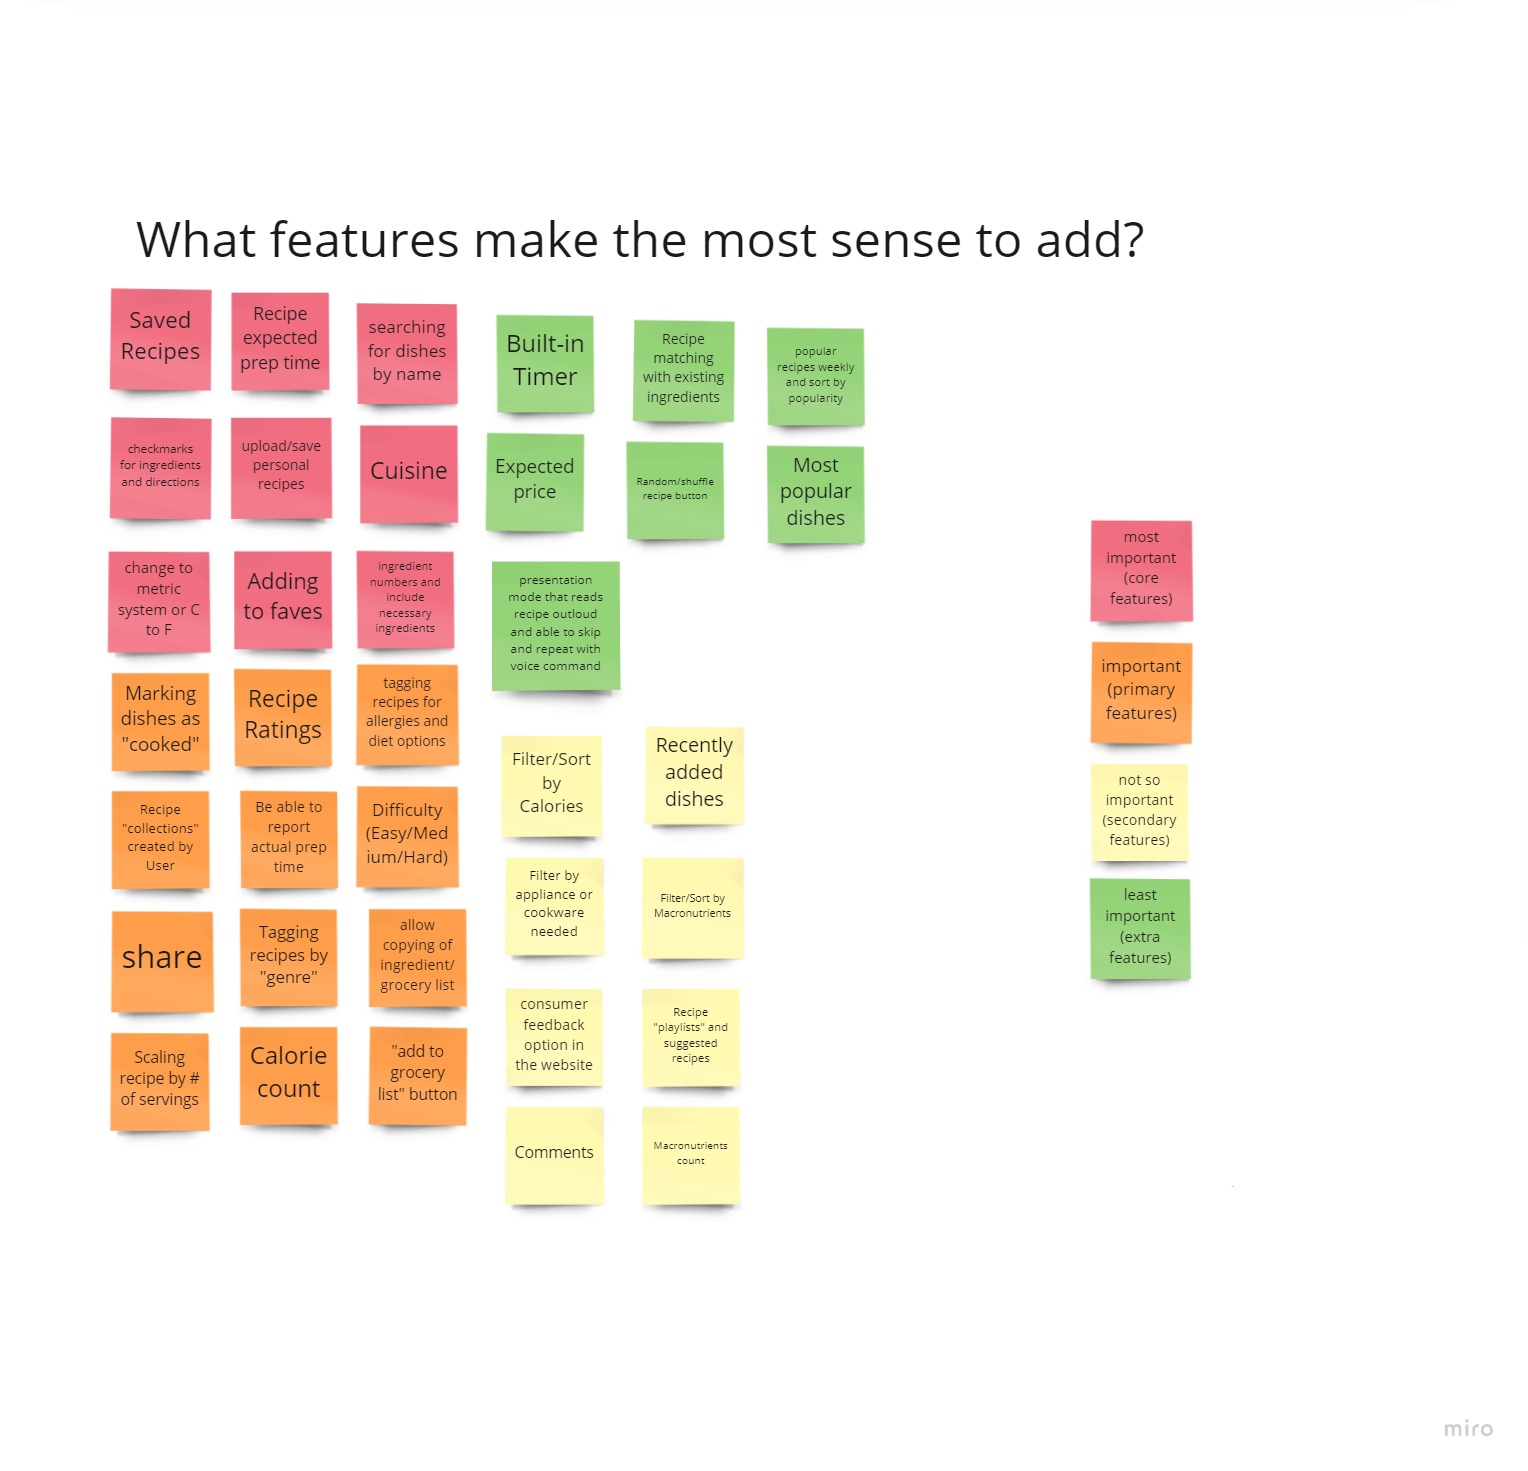 What features make the most sense to add?
Saved
Recipes
Recipe
expected
prep time
searching
for dishes
by name
Built-in
Timer
Recipe
matching
with existing
ingredients
popular
recipes weekly
and sort by
popularity
checkmarks
for ingredients
and directions
upload/save
personal
recipes
Cuisine
Expected
price
Random/shuffle
recipe button
Most
popular
dishes
change to
metric
system or C
to F
Adding
to faves
ingredient
numbers and
include
necessary
ingredients
presentation
mode that reads
recipe outloud
and able to skip
and repeat with
voice command
Marking
dishes as
"cooked"
Recipe
Ratings
tagging
recipes for
allergies and
diet options
Filter/Sort
by
Calories
Recently
added
dishes
Recipe
"collections"
created by
User
Be able to
report
actual prep
time
Difficulty
(Easy/Med
ium/Hard)
Filter by
appliance or
cookware
needed
Filter/Sort by
Macronutrients
share
Tagging
recipes by
"genre"
allow
copying of
ingredient/
grocery list
consumer
feedback
option in
the website
Recipe
"playlists" and
suggested
recipes
Scaling
recipe by #
of servings
Calorie
count
"add to
grocery
list" button
Comments
Macronutrients
count
most
important
(core
features)
important
(primary
features)
not so
important
(secondary
features)
least
important
(extra
features)
miro